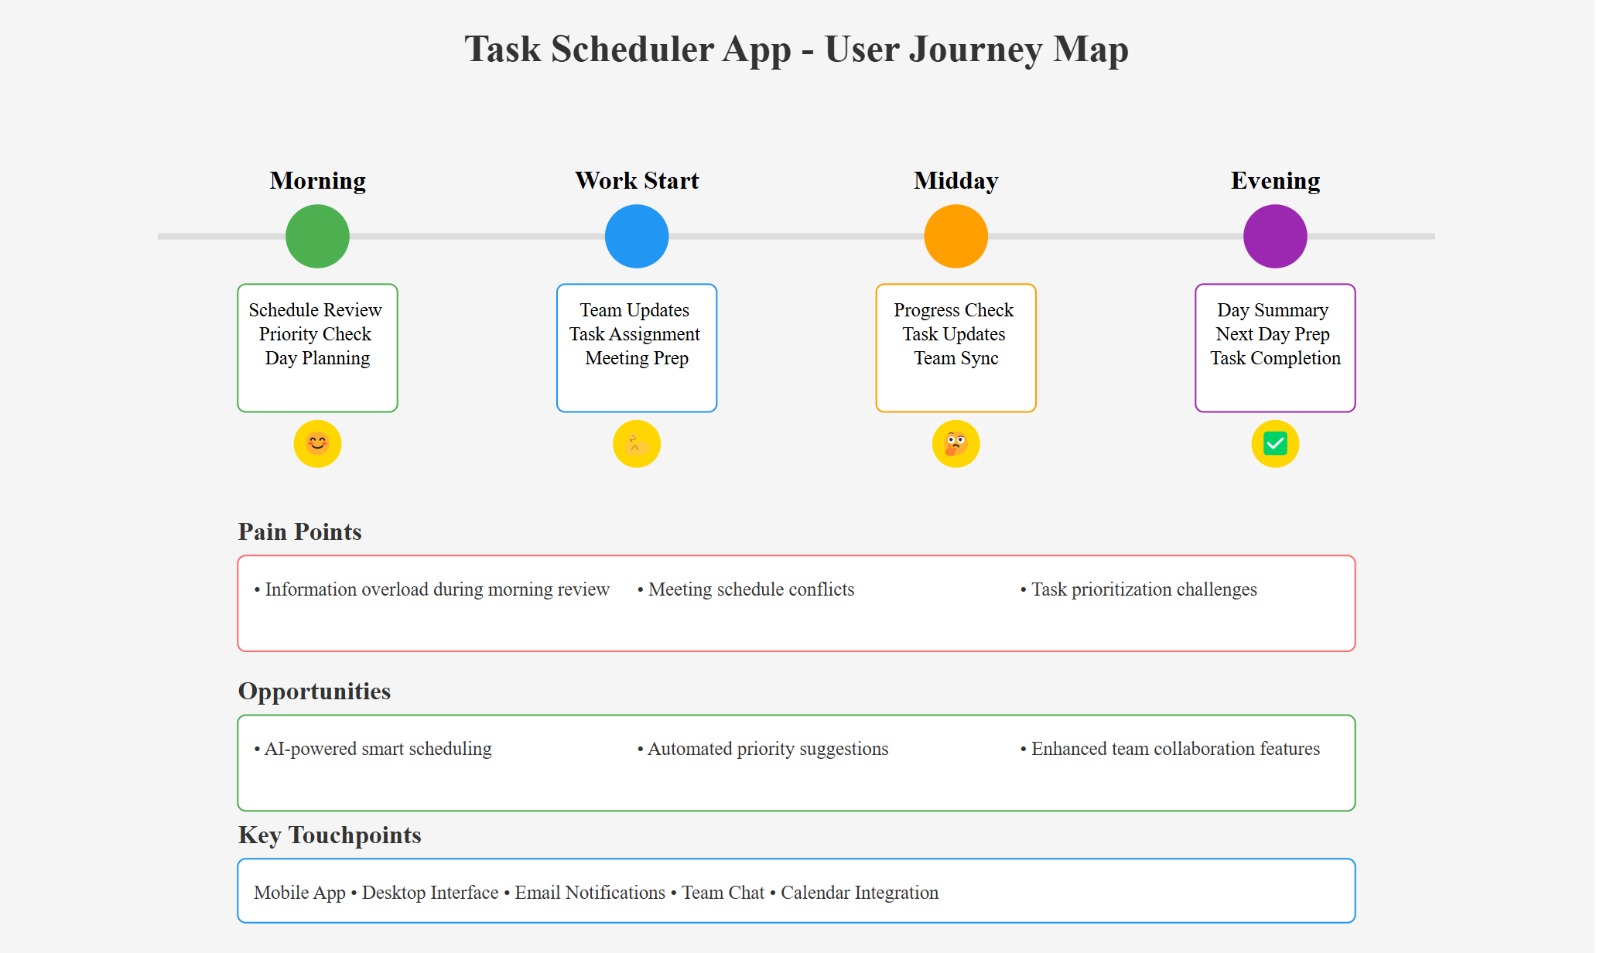 Task Scheduler App - User Journey Map
Morning
Work Start
Midday
Evening
Schedule Review
Priority Check
Day Planning
Team Updates
Task Assignment
Meeting Prep
Progress Check
Task Updates
Team Sync
Day Summary
Next Day Prep
Task Completion
Pain Points
• Information overload during morning review
• Meeting schedule conflicts
• Task prioritization challenges
Opportunities
• AI-powered smart scheduling
• Automated priority suggestions
• Enhanced team collaboration features
Key Touchpoints
Mobile App • Desktop Interface • Email Notifications • Team Chat • Calendar Integration